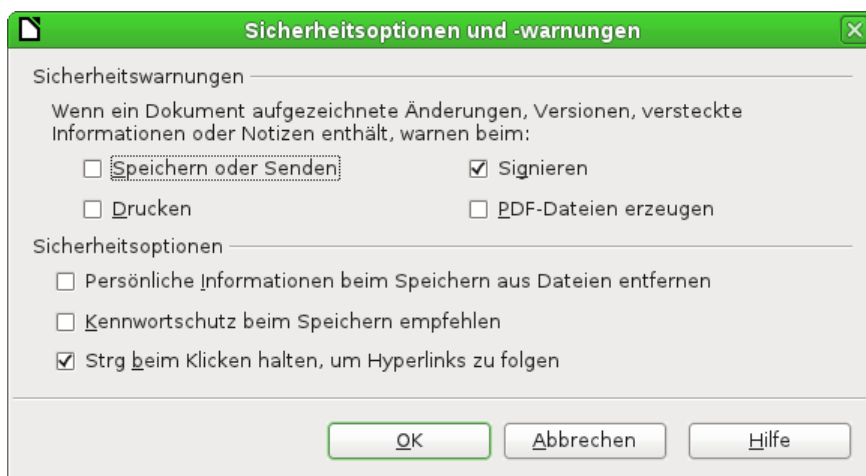 Sicherheitsoptionen und -warnungen
Sicherheitswarnungen
Wenn ein Dokument aufgezeichnete Änderungen, Versionen, versteckte
Informationen oder Notizen enthält, warnen beim:
Speichern oder Senden
Signieren
Drucken
PDF-Dateien erzeugen
Sicherheitsoptionen
Persönliche Informationen beim Speichern aus Dateien entfernen
Kennwortschutz beim Speichern empfehlen
Strg beim Klicken halten, um Hyperlinks zu folgen
OK
Abbrechen
Hilfe